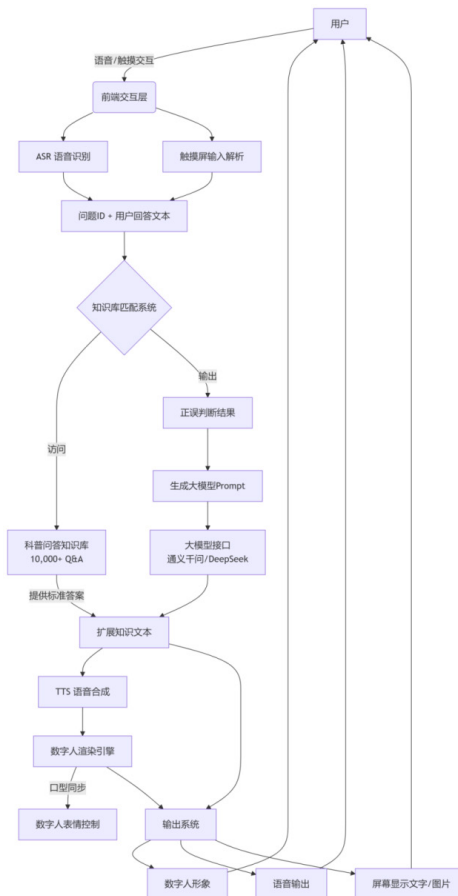 用户
语音/触摸交互
前端交互层
ASR 语音识别
触摸屏输入解析
问题ID + 用户回答文本
知识库匹配系统
输出
正误判断结果
访问
生成大模型Prompt
科普问答知识库
10,000+ Q&A
大模型接口
通义千问/DeepSeek
提供标准答案
扩展知识文本
TTS 语音合成
数字人渲染引擎
口型同步
数字人表情控制
输出系统
数字人形象
语音输出
屏幕显示文字/图片